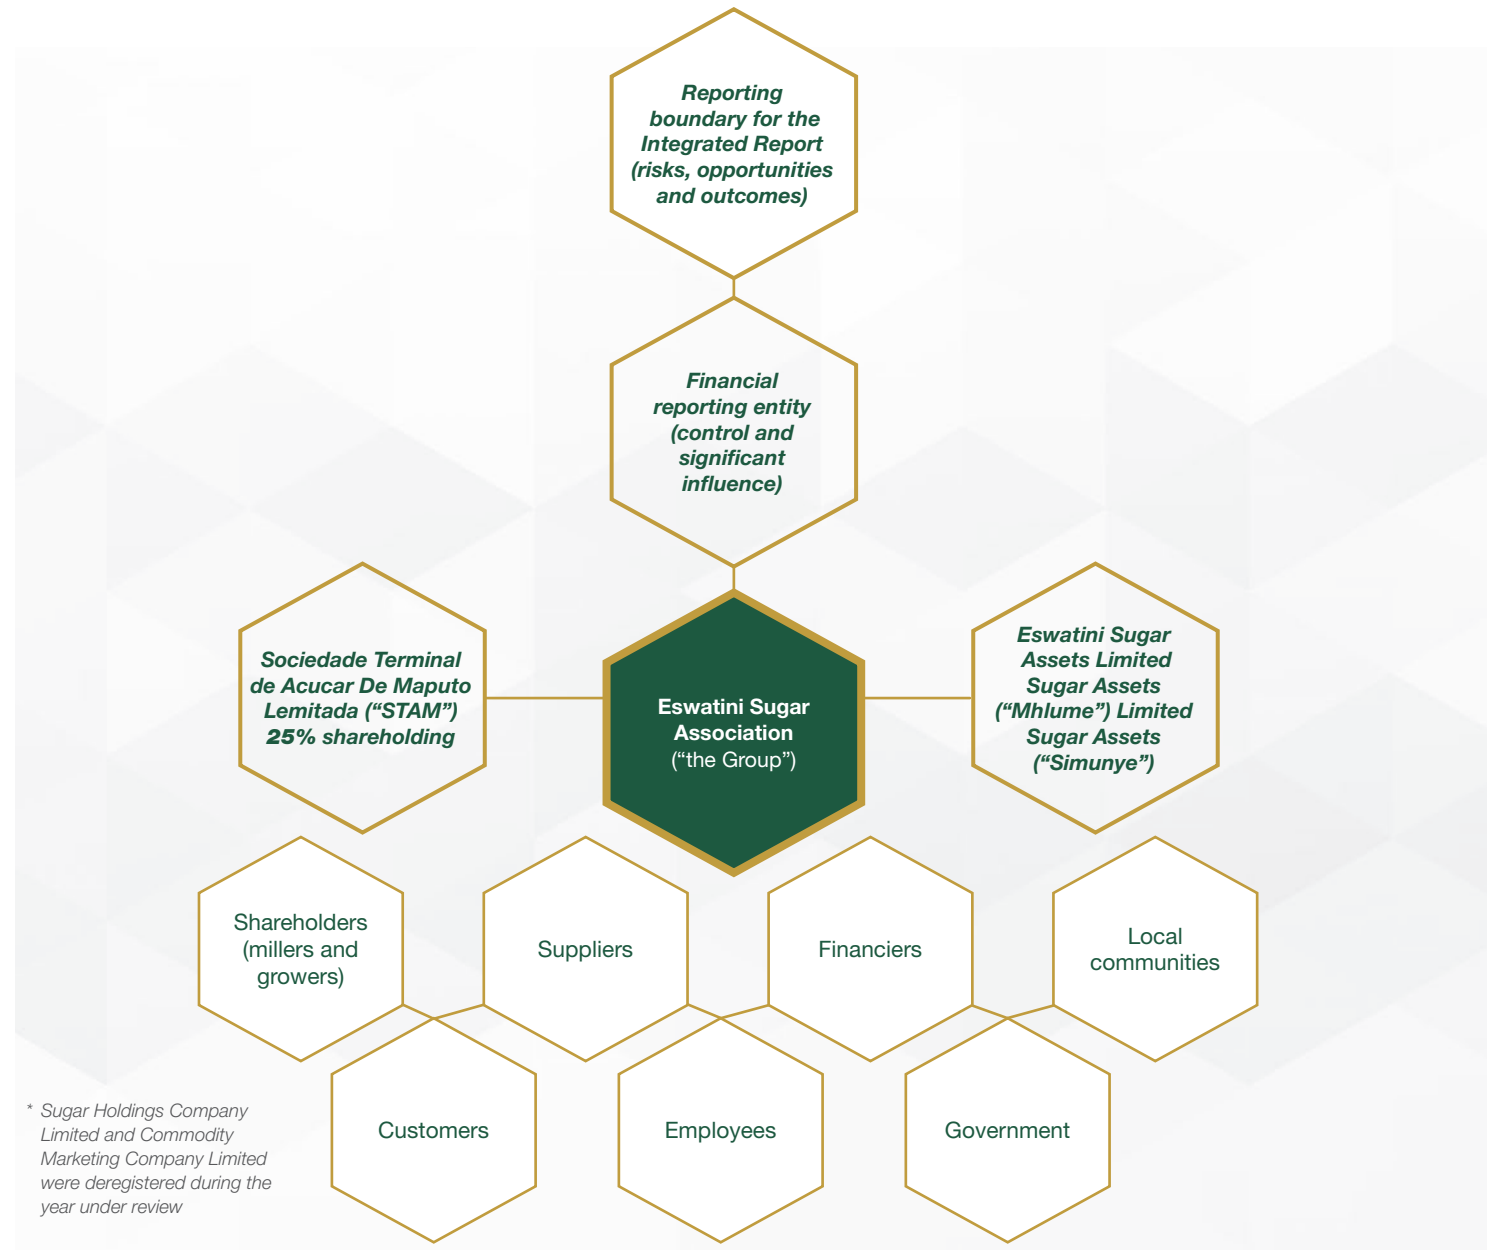 Reporting
boundary for the
Integrated Report
(risks, opportunities
and outcomes)
Financial
reporting entity
(control and
significant
influence)
Sociedade Terminal
de Acucar De Maputo
Lemitada (“STAM”)
25% shareholding
Eswatini Sugar
Association
(“the Group”)
Eswatini Sugar
Assets Limited
Sugar Assets
(“Mhlume”) Limited
Sugar Assets
(“Simunye”)
Shareholders
(millers and
growers)
Suppliers
Financiers
Local
communities
Customers
Employees
Government
* Sugar Holdings Company
Limited and Commodity
Marketing Company Limited
were deregistered during the
year under review